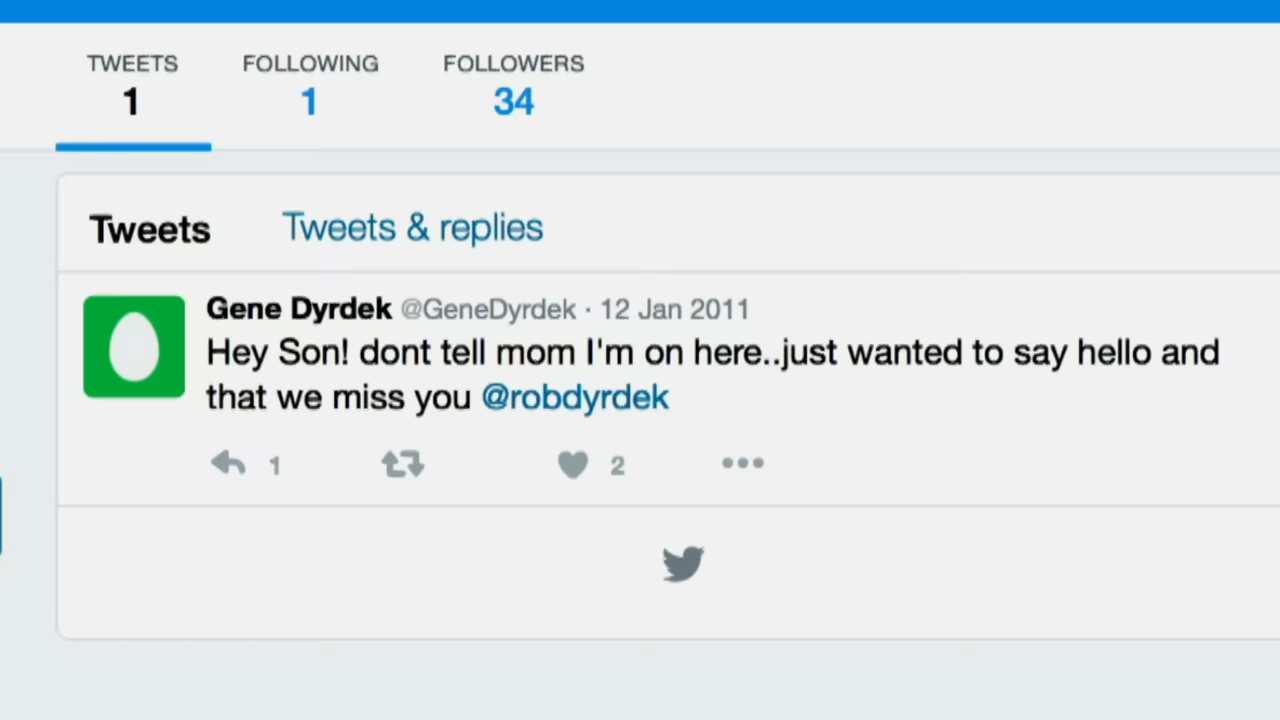 TWEETS FOLLOWING FOLLOWERS
1 1 34
Tweets Tweets & replies
Gene Dyrdek @GeneDyrdek · 12 Jan 2011
Hey Son! dont tell mom I'm on here..just wanted to say hello and
that we miss you @robdyrdek
1 2